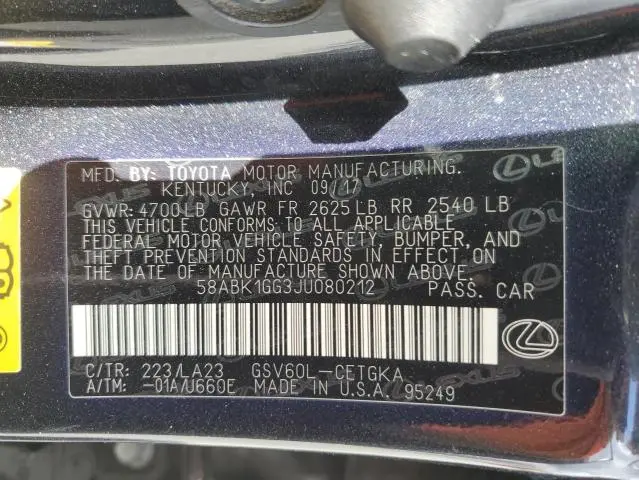 MFD. BY: TOYOTA MOTOR MANUFACTURING.
KENTUCKY, INC 09/17
GVWR: 4700LB GAWR FR 2625LB RR 2540 LB
THIS VEHICLE CONFORMS TO ALL APPLICABLE
FEDERAL MOTOR VEHICLE SAFETY, BUMPER, AND
THEFT PREVENTION STANDARDS IN EFFECT ON
THE DATE OF MANUFACTURE SHOWN ABOVE.
58ABK1GG3JU080212 PASS. CAR
C/TR: 223/LA23 GSV60L-CETGKA
A/TM: -01A/U660E MADE IN U.S.A. 95249